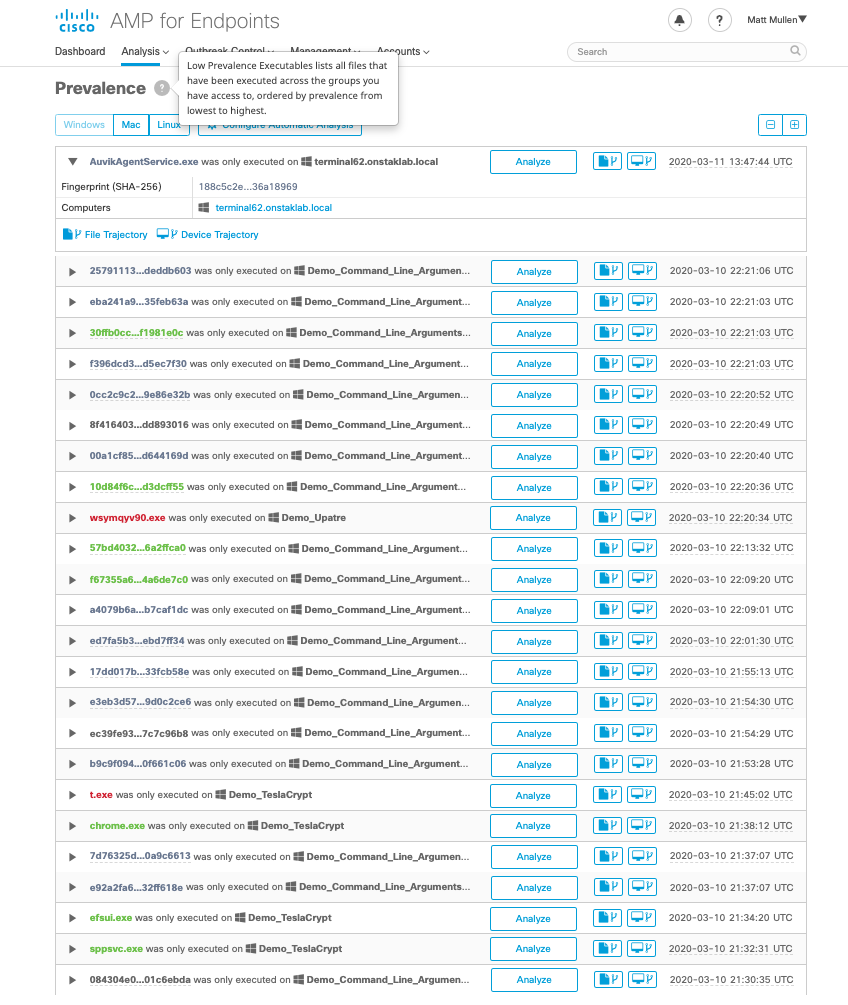 CISCO AMP for Endpoints ? Matt Mullen
Dashboard Analysis Outbreak Control Management Accounts Search
Low Prevalence Executables lists all files that
have been executed across the groups you
have access to, ordered by prevalence from
lowest to highest.
Prevalence ?
Windows Mac Linux Configure Automatic Analysis
AuvikAgentService.exe was only executed on terminal62.onstaklab.local Analyze 2020-03-11 13:47:44 UTC
Fingerprint (SHA-256) 188c5c2e...36a18969
Computers terminal62.onstaklab.local
File Trajectory Device Trajectory
25791113...deddb603 was only executed on Demo_Command_Line_Argumen... Analyze 2020-03-10 22:21:06 UTC
eba241a9...35feb63a was only executed on Demo_Command_Line_Argument... Analyze 2020-03-10 22:21:03 UTC
30ffb0cc...f1981e0c was only executed on Demo_Command_Line_Arguments... Analyze 2020-03-10 22:21:03 UTC
f396dcd3...d5ec7f30 was only executed on Demo_Command_Line_Argument... Analyze 2020-03-10 22:21:03 UTC
0cc2c9c2...9e86e32b was only executed on Demo_Command_Line_Argumen... Analyze 2020-03-10 22:20:52 UTC
8f416403...dd893016 was only executed on Demo_Command_Line_Argument... Analyze 2020-03-10 22:20:49 UTC
00a1cf85...d644169d was only executed on Demo_Command_Line_Argument... Analyze 2020-03-10 22:20:40 UTC
10d84f6c...d3dcff55 was only executed on Demo_Command_Line_Argument... Analyze 2020-03-10 22:20:36 UTC
wsymqyv90.exe was only executed on Demo_Upatre Analyze 2020-03-10 22:20:34 UTC
57bd4032...6a2ffca0 was only executed on Demo_Command_Line_Argument... Analyze 2020-03-10 22:13:32 UTC
f67355a6...4a6de7c0 was only executed on Demo_Command_Line_Argument... Analyze 2020-03-10 22:09:20 UTC
a4079b6a...b7caf1dc was only executed on Demo_Command_Line_Argument... Analyze 2020-03-10 22:09:01 UTC
ed7fa5b3...ebd7ff34 was only executed on Demo_Command_Line_Argument... Analyze 2020-03-10 22:01:30 UTC
17dd017b...33fcb58e was only executed on Demo_Command_Line_Argumen... Analyze 2020-03-10 21:55:13 UTC
e3eb3d57...9d0c2ce6 was only executed on Demo_Command_Line_Argumen... Analyze 2020-03-10 21:54:30 UTC
ec39fe93...7c7c96b8 was only executed on Demo_Command_Line_Argument... Analyze 2020-03-10 21:54:29 UTC
b9c9f094...0f661c06 was only executed on Demo_Command_Line_Argument... Analyze 2020-03-10 21:53:28 UTC
t.exe was only executed on Demo_TeslaCrypt Analyze 2020-03-10 21:45:02 UTC
chrome.exe was only executed on Demo_TeslaCrypt Analyze 2020-03-10 21:38:12 UTC
7d76325d...0a9c6613 was only executed on Demo_Command_Line_Argumen... Analyze 2020-03-10 21:37:07 UTC
e92a2fa6...32ff618e was only executed on Demo_Command_Line_Arguments... Analyze 2020-03-10 21:37:07 UTC
efsui.exe was only executed on Demo_TeslaCrypt Analyze 2020-03-10 21:34:20 UTC
sppsvc.exe was only executed on Demo_TeslaCrypt Analyze 2020-03-10 21:32:31 UTC
084304e0...01c6ebda was only executed on Demo_Command_Line_Argumen... Analyze 2020-03-10 21:30:35 UTC